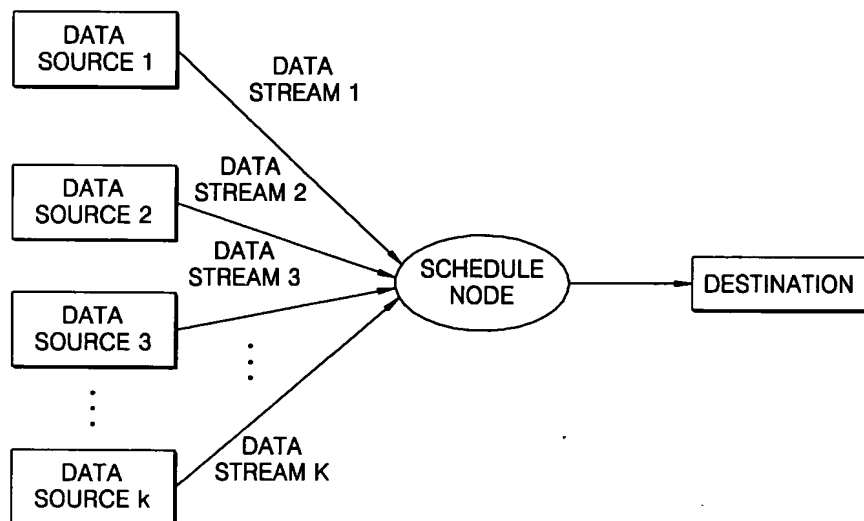 DATA
SOURCE 1
DATA
STREAM 1
DATA
SOURCE 2
DATA
STREAM 2
DATA
STREAM 3
DATA
SOURCE 3
SCHEDULE
NODE
DESTINATION
DATA
SOURCE k
DATA
STREAM K